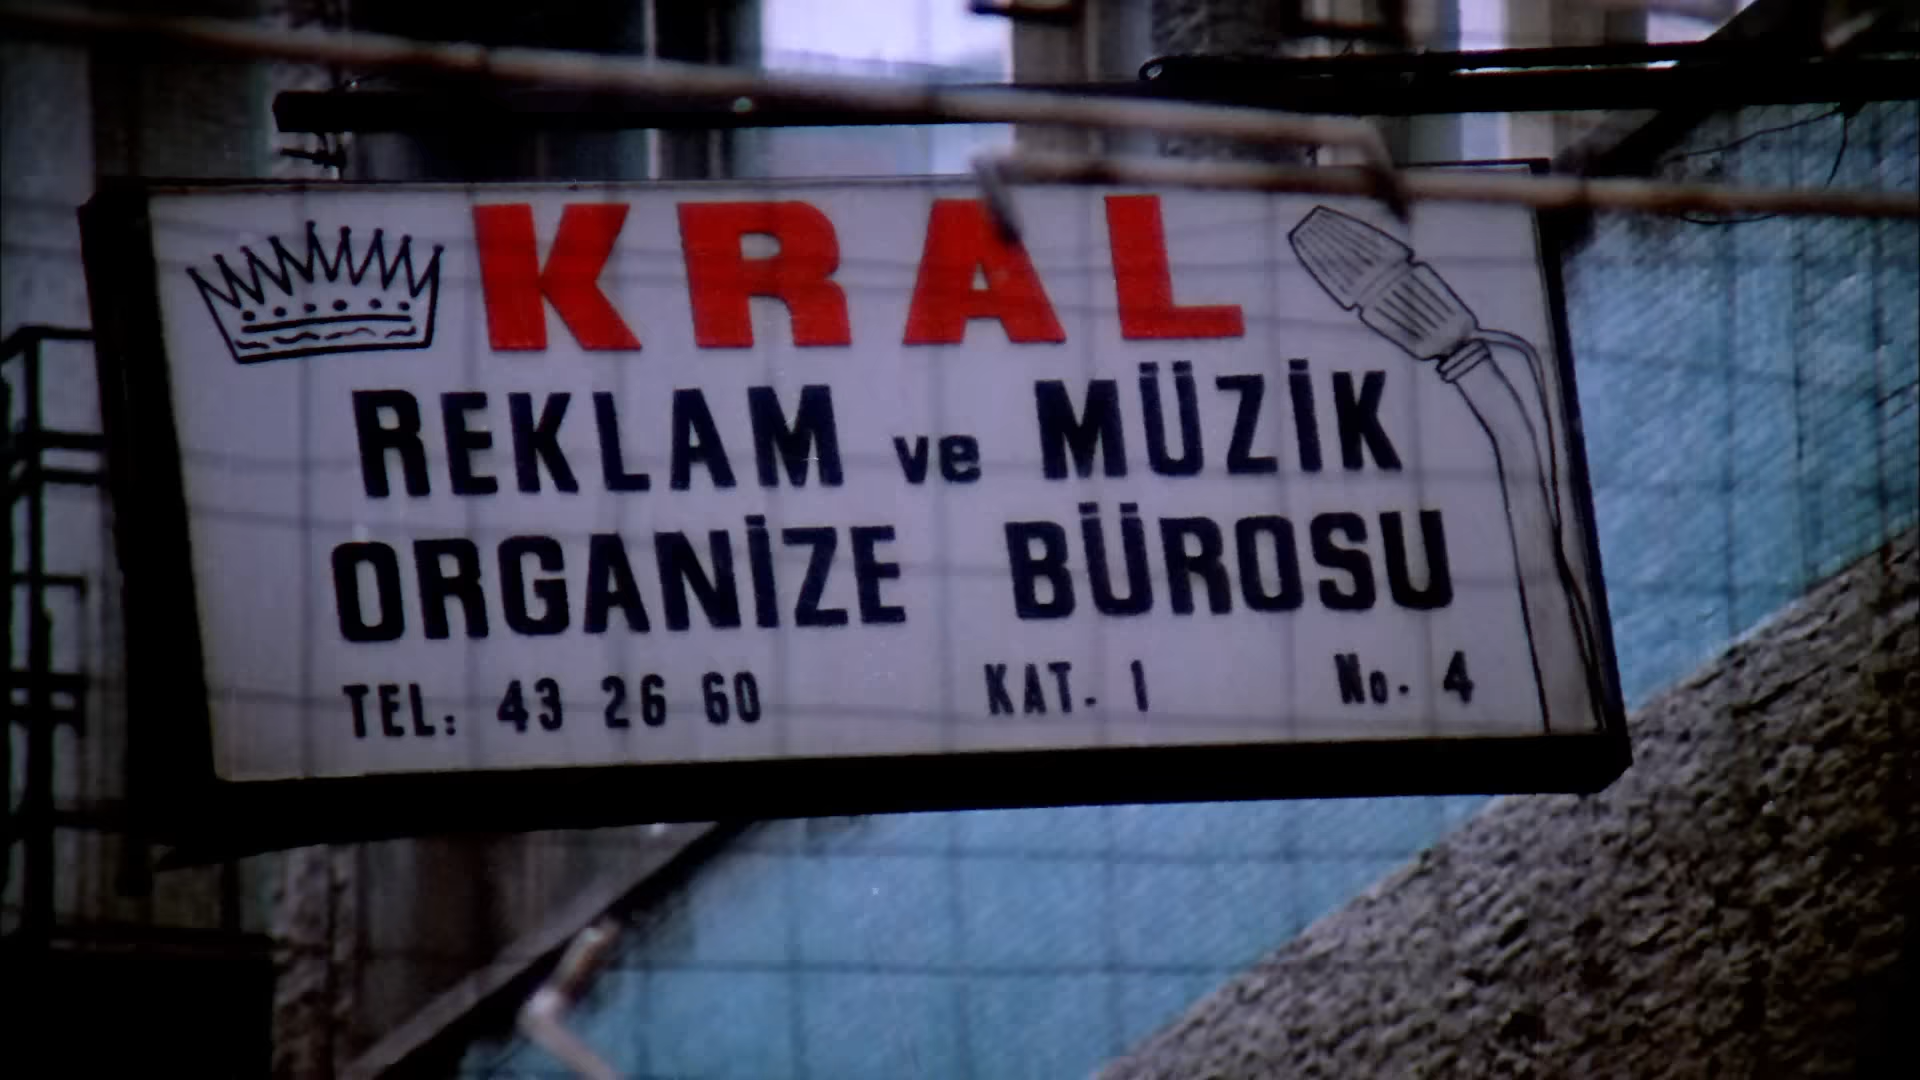 KRAL
REKLAM ve MÜZİK
ORGANİZE BÜROSU
TEL: 43 26 60 KAT. 1 No. 4